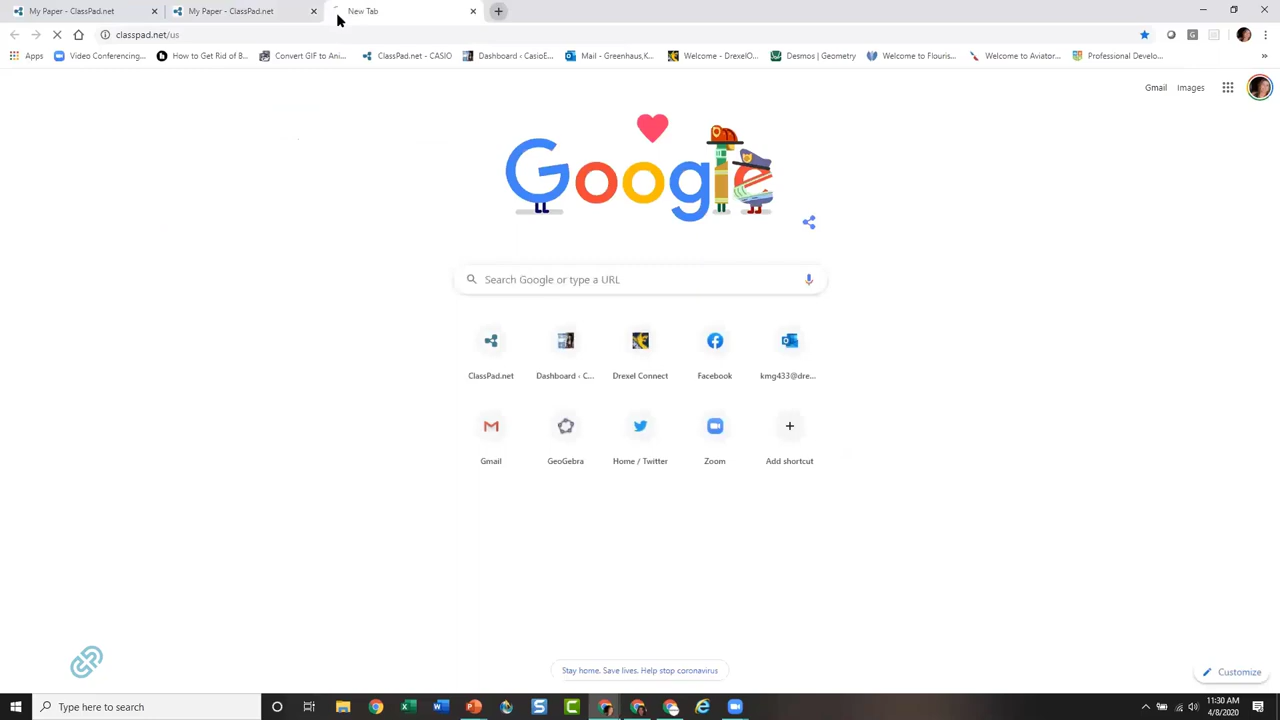 My Paper - ClassPad.net
My Paper - ClassPad.net
New Tab
classpad.net/us
Apps
Video Conferencing...
How to Get Rid of B...
Convert GIF to Ani...
ClassPad.net - CASIO
Dashboard - CasioE...
Mail - Greenhaus,K...
Welcome - DrexelO...
Desmos | Geometry
Welcome to Flouris...
Welcome to Aviator...
Professional Develo...
Gmail
Images
Google
Search Google or type a URL
ClassPad.net
Dashboard - C...
Drexel Connect
Facebook
kmg433@dre...
Gmail
GeoGebra
Home / Twitter
Zoom
Add shortcut
Stay home. Save lives. Help stop coronavirus
Customize
Type here to search
11:30 AM
4/8/2020